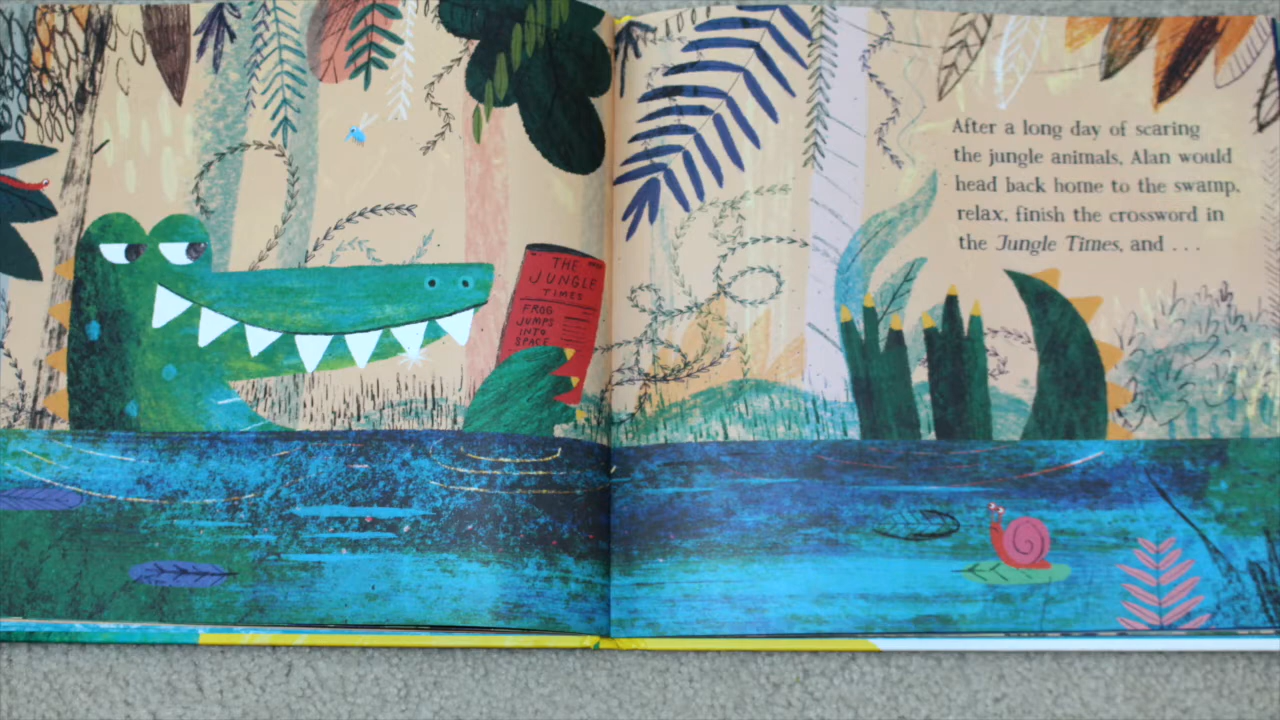 THE
JUNGLE
TIMES
FROG
JUMPS
INTO
SPACE
After a long day of scaring
the jungle animals, Alan would
head back home to the swamp,
relax, finish the crossword in
the Jungle Times, and . . .